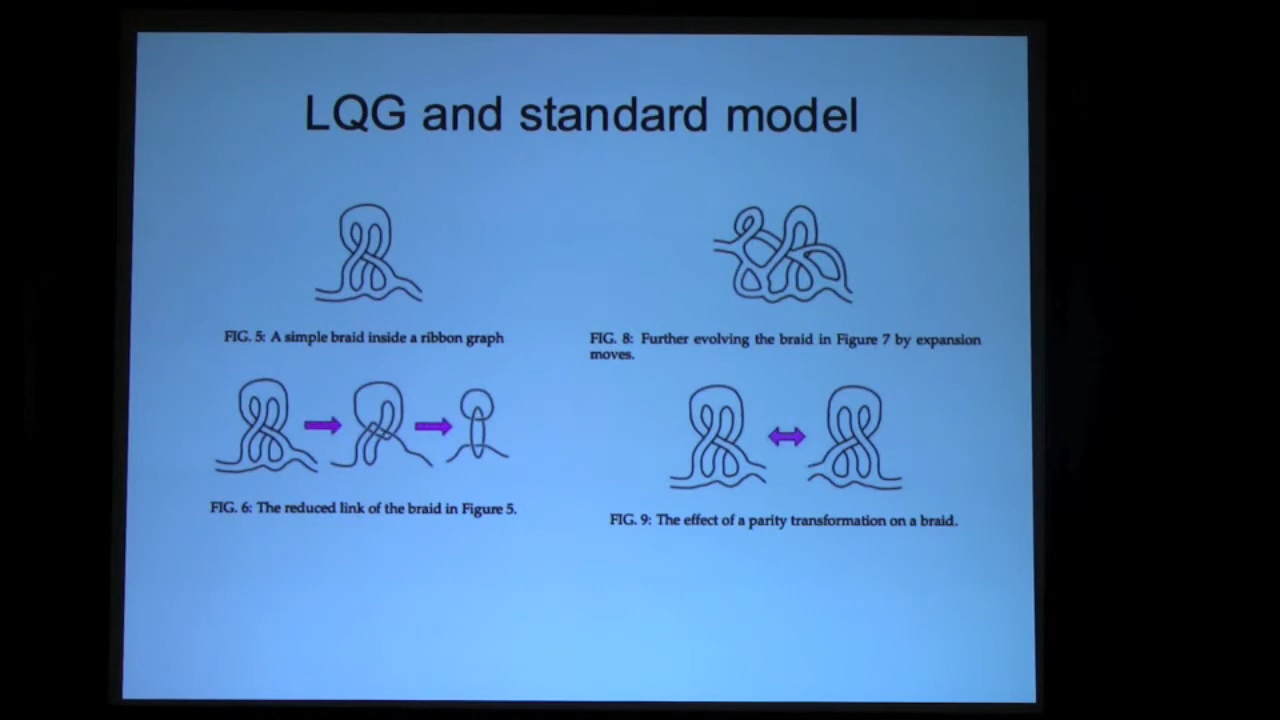 LQG and standard model
FIG. 5: A simple braid inside a ribbon graph
FIG. 8: Further evolving the braid in Figure 7 by expansion
moves.
FIG. 6: The reduced link of the braid in Figure 5.
FIG. 9: The effect of a parity transformation on a braid.